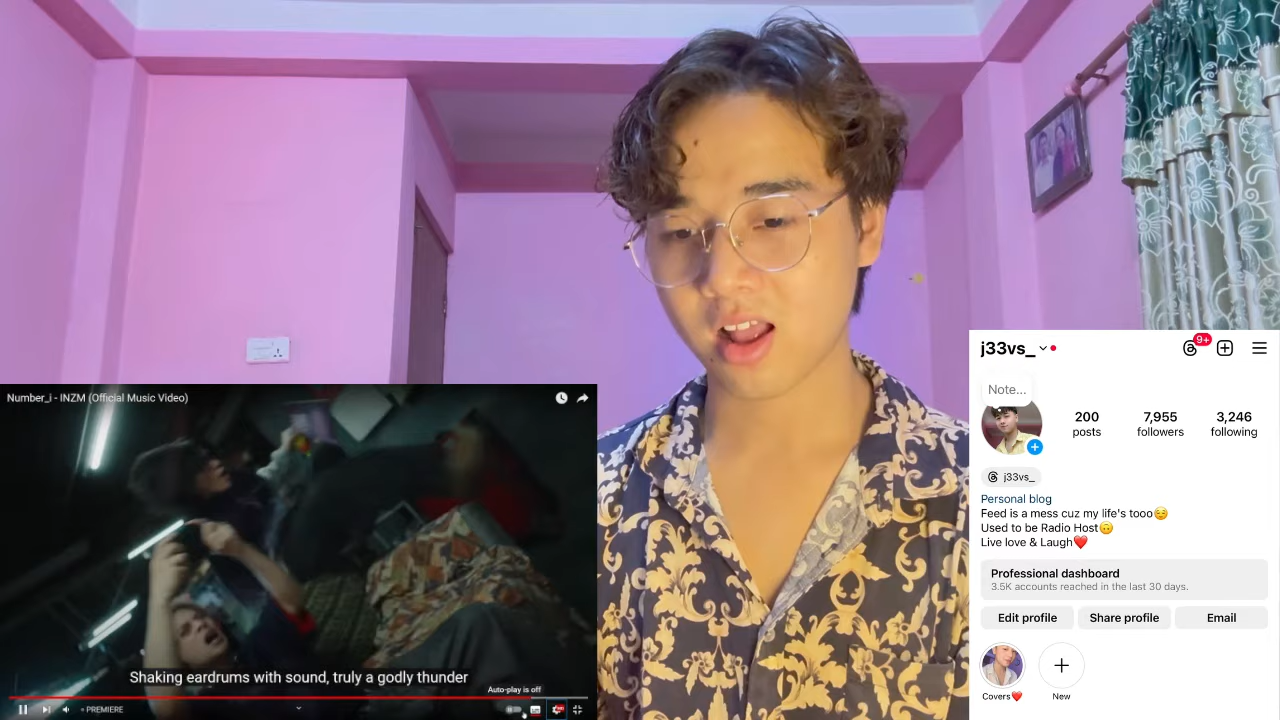 Number_i - INZM (Official Music Video)
Shaking eardrums with sound, truly a godly thunder
Auto-play is off
PREMIERE
j33vs_
9+
Note...
200
posts
7,955
followers
3,246
following
j33vs_
Personal blog
Feed is a mess cuz my life's tooo😌
Used to be Radio Host🙃
Live love & Laugh❤️
Professional dashboard
3.5K accounts reached in the last 30 days.
Edit profile
Share profile
Email
Covers❤️
New